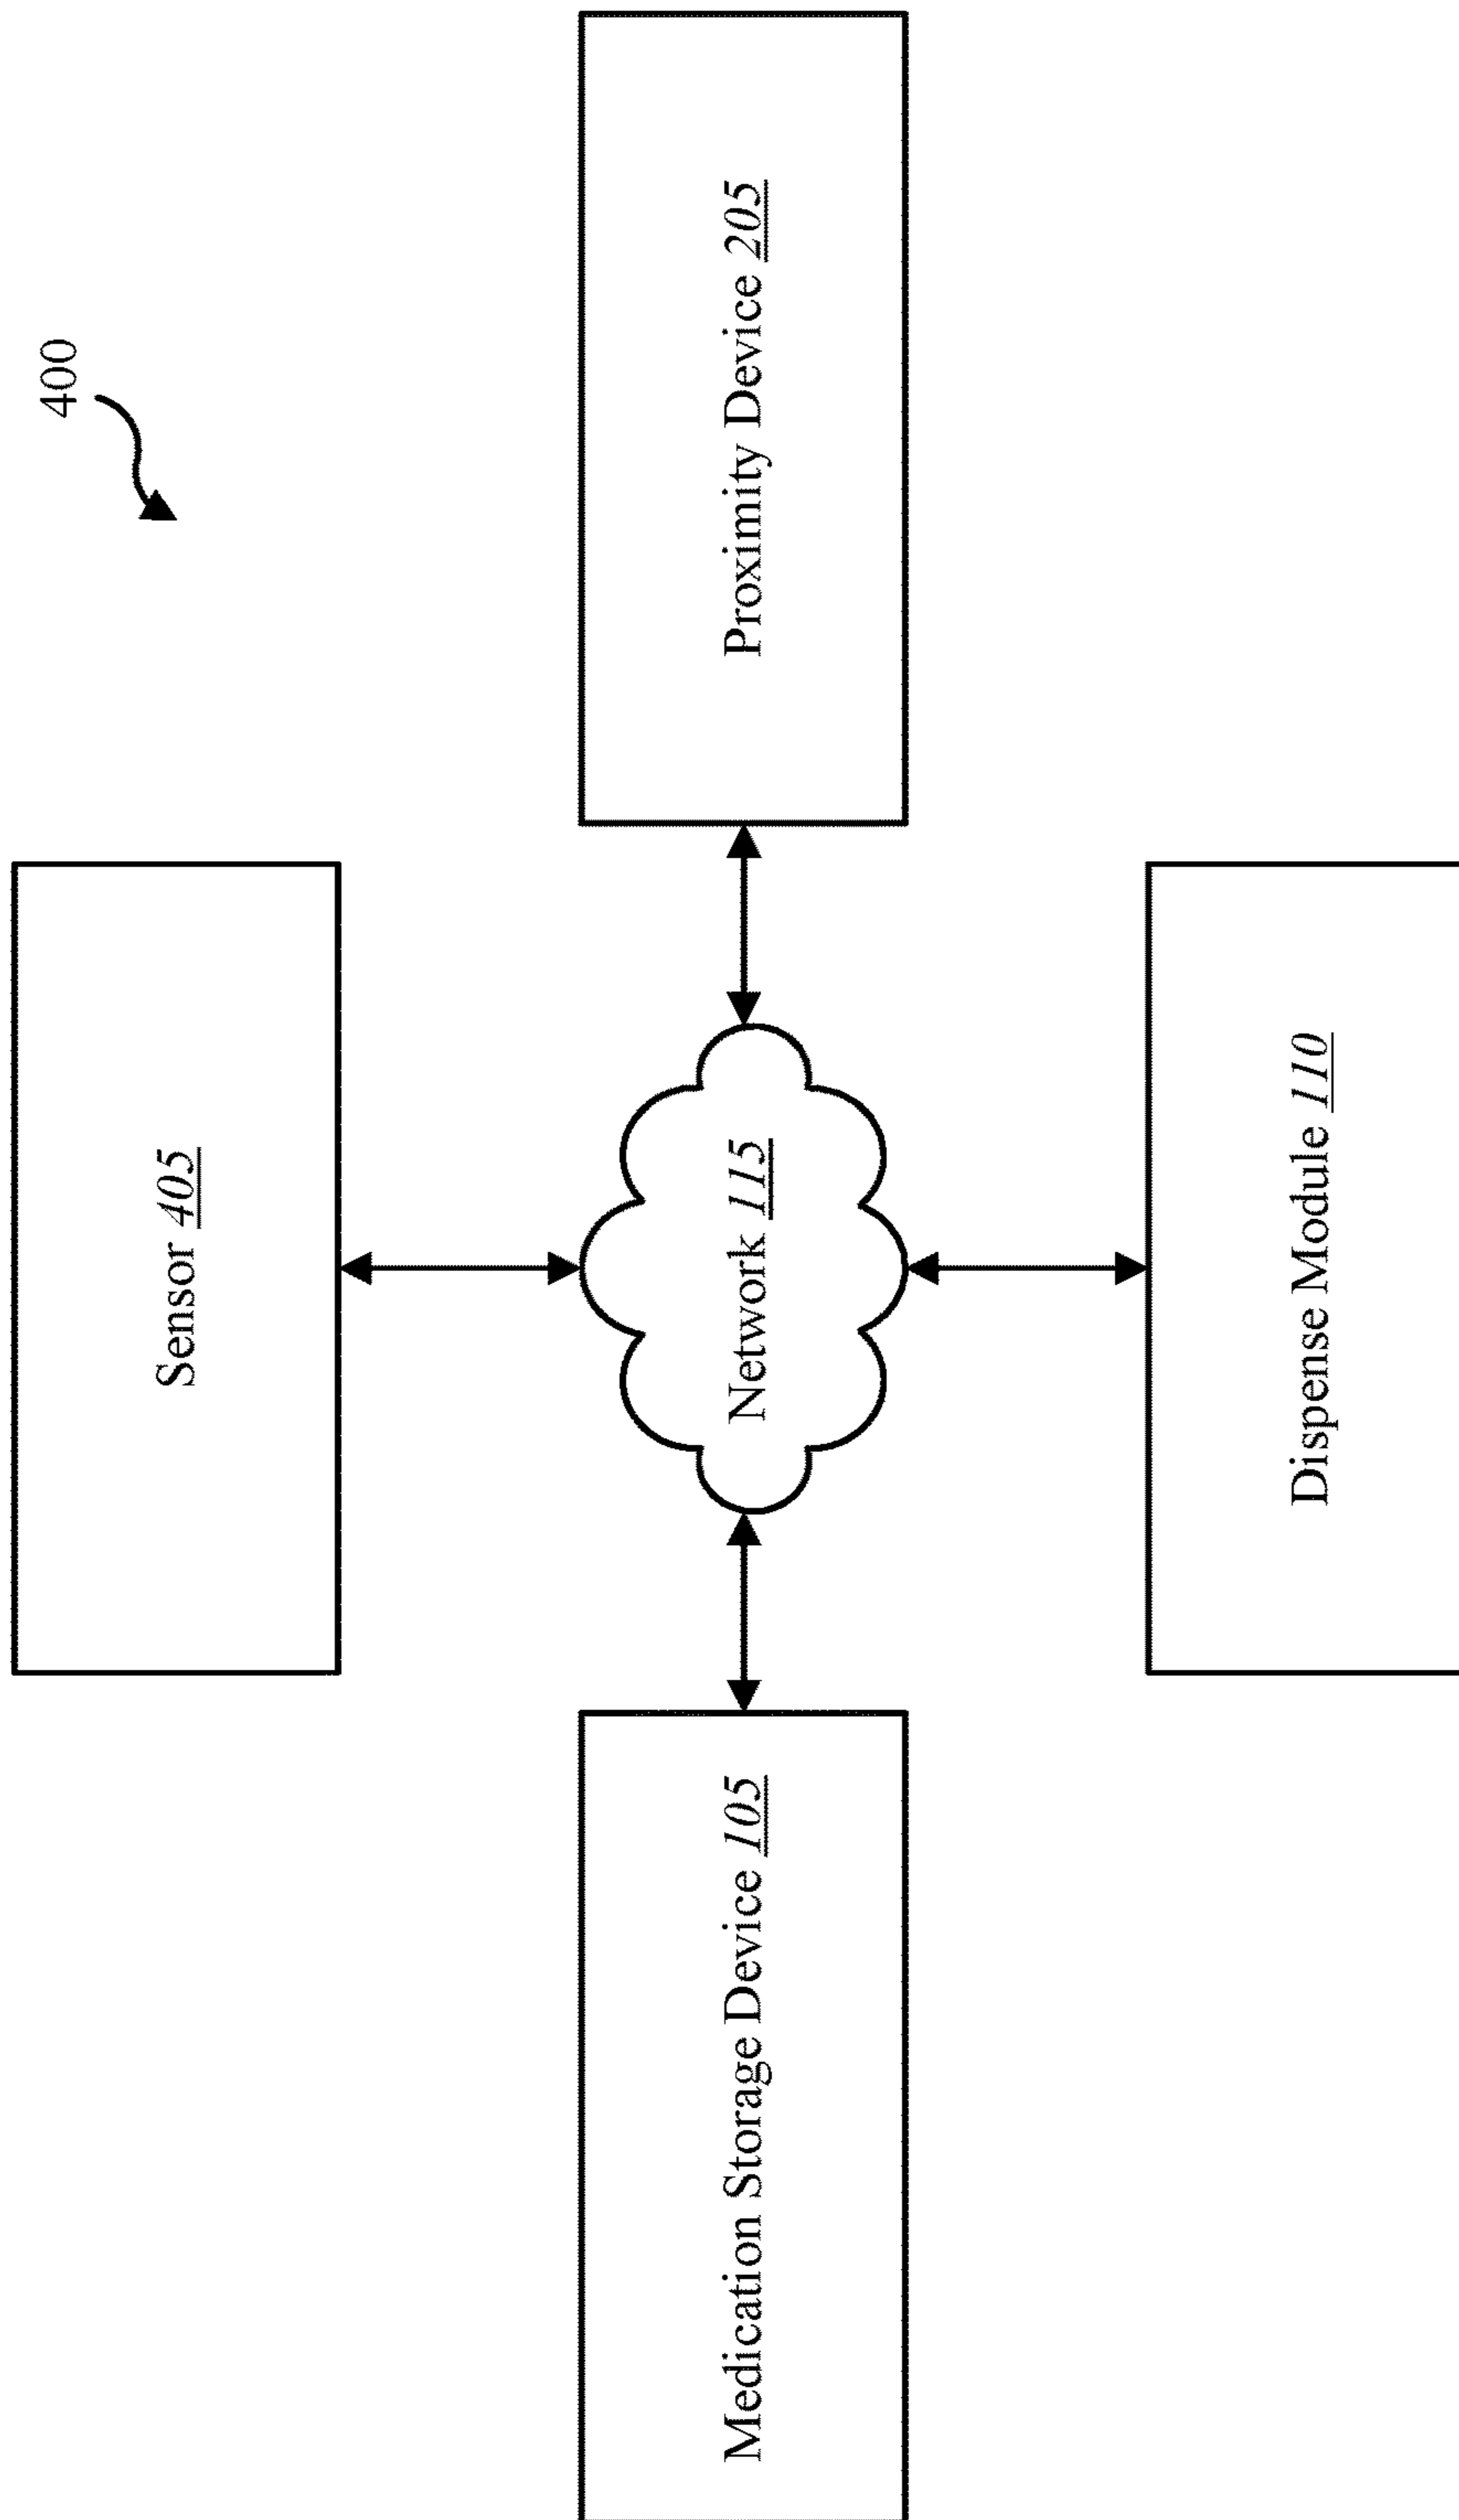 400
Sensor 405
Medication Storage Device 105
Network 115
Proximity Device 205
Dispense Module 110